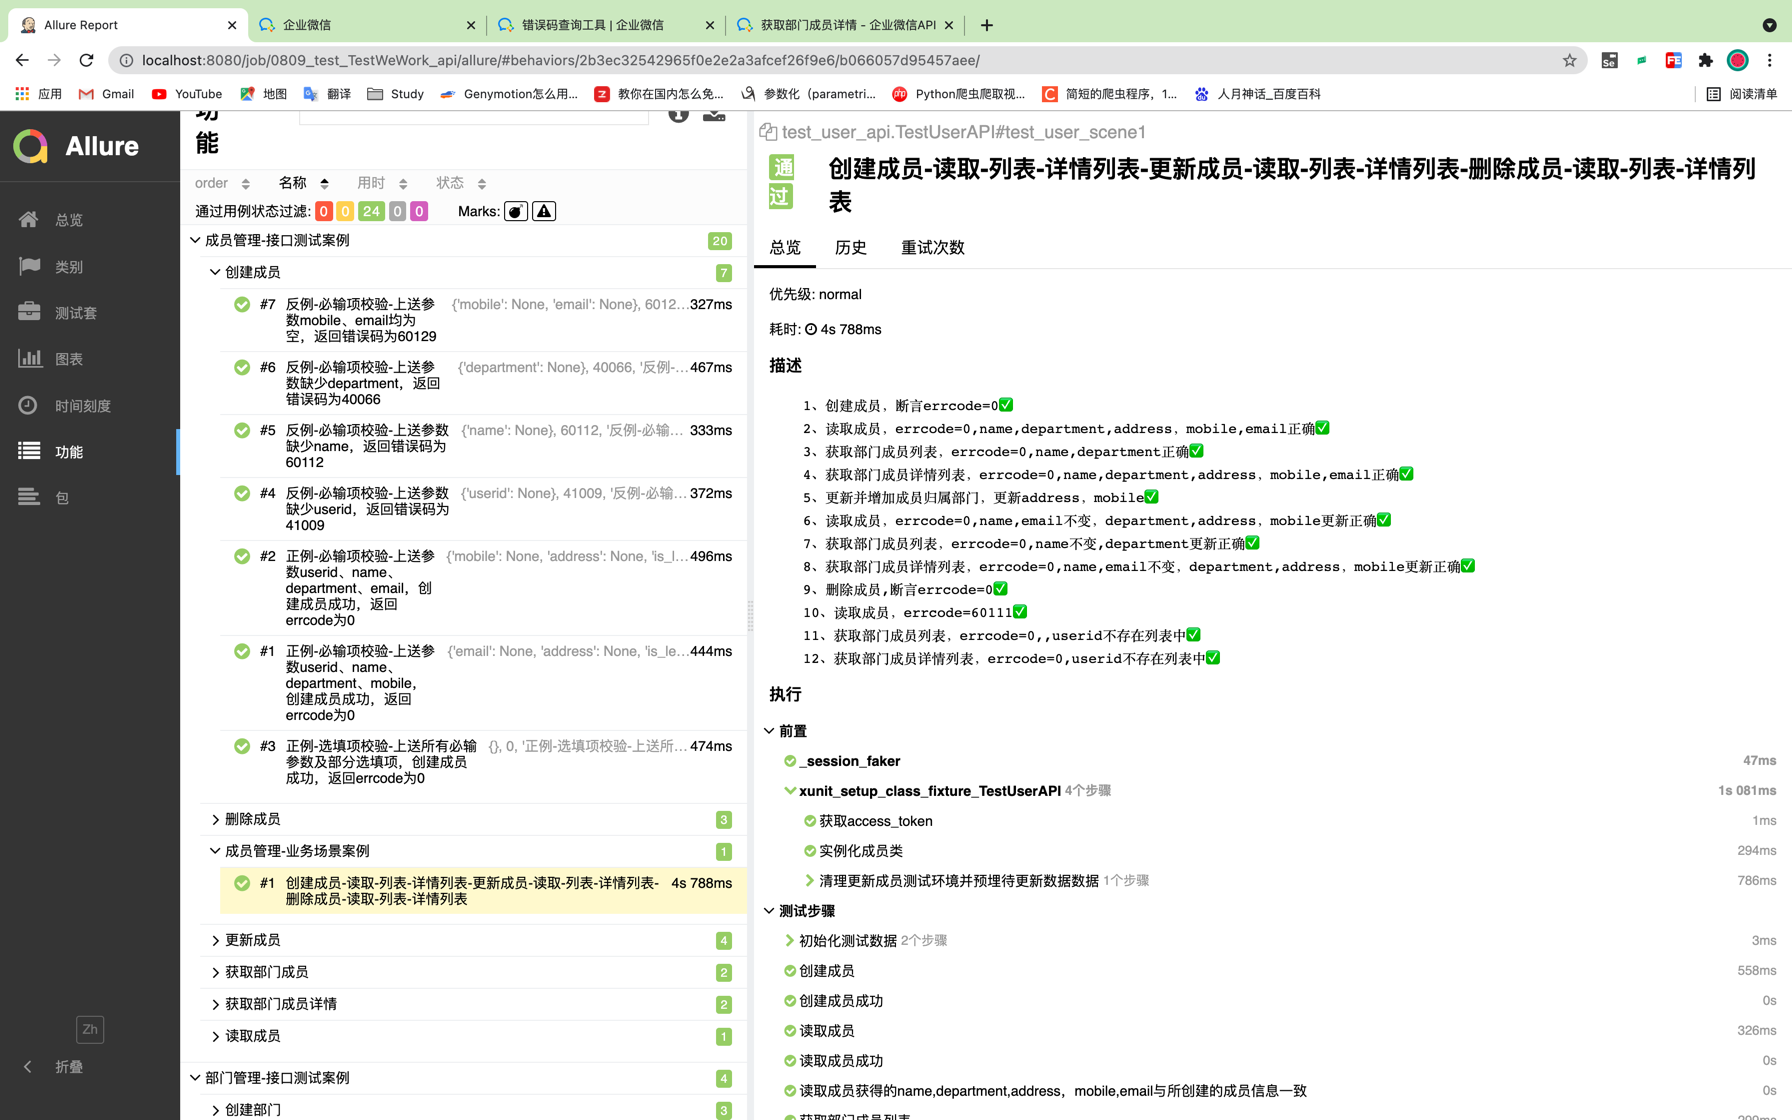 Allure Report
企业微信
错误码查询工具 | 企业微信
获取部门成员详情 - 企业微信API
localhost:8080/job/0809_test_TestWeWork_api/allure/#behaviors/2b3ec32542965f0e2e2a3afcef26f9e6/b066057d95457aee/
应用
Gmail
YouTube
地图
翻译
Study
Genymotion怎么用...
教你在国内怎么免...
参数化（parametri...
Python爬虫爬取视...
简短的爬虫程序，1...
人月神话_百度百科
阅读清单
Allure
总览
类别
测试套
图表
时间刻度
功能
包
Zh
折叠
功
能
order 名称 用时 状态
通过用例状态过滤: 0 0 24 0 0 Marks:
成员管理-接口测试案例 20
创建成员 7
#7 反例-必输项校验-上送参 {'mobile': None, 'email': None}, 6012... 327ms
数mobile、email均为
空，返回错误码为60129
#6 反例-必输项校验-上送参 {'department': None}, 40066, '反例-... 467ms
数缺少department，返回
错误码为40066
#5 反例-必输项校验-上送参数 {'name': None}, 60112, '反例-必输... 333ms
缺少name，返回错误码为
60112
#4 反例-必输项校验-上送参数 {'userid': None}, 41009, '反例-必输... 372ms
缺少userid，返回错误码为
41009
#2 正例-必输项校验-上送参 {'mobile': None, 'address': None, 'is_l... 496ms
数userid、name、
department、email，创
建成员成功，返回
errcode为0
#1 正例-必输项校验-上送参 {'email': None, 'address': None, 'is_le... 444ms
数userid、name、
department、mobile，
创建成员成功，返回
errcode为0
#3 正例-选填项校验-上送所有必输 {}, 0, '正例-选填项校验-上送所... 474ms
参数及部分选填项，创建成员
成功，返回errcode为0
删除成员 3
成员管理-业务场景案例 1
#1 创建成员-读取-列表-详情列表-更新成员-读取-列表-详情列表- 4s 788ms
删除成员-读取-列表-详情列表
更新成员 4
获取部门成员 2
获取部门成员详情 2
读取成员 1
部门管理-接口测试案例 4
创建部门 3
test_user_api.TestUserAPI#test_user_scene1
通过 创建成员-读取-列表-详情列表-更新成员-读取-列表-详情列表-删除成员-读取-列表-详情列
表
总览 历史 重试次数
优先级: normal
耗时: 4s 788ms
描述
1、创建成员，断言errcode=0✅
2、读取成员，errcode=0,name,department,address，mobile,email正确✅
3、获取部门成员列表，errcode=0,name,department正确✅
4、获取部门成员详情列表，errcode=0,name,department,address，mobile,email正确✅
5、更新并增加成员归属部门，更新address，mobile✅
6、读取成员，errcode=0,name,email不变，department,address，mobile更新正确✅
7、获取部门成员列表，errcode=0,name不变,department更新正确✅
8、获取部门成员详情列表，errcode=0,name,email不变，department,address，mobile更新正确✅
9、删除成员,断言errcode=0✅
10、读取成员，errcode=60111✅
11、获取部门成员列表，errcode=0,,userid不存在列表中✅
12、获取部门成员详情列表，errcode=0,userid不存在列表中✅
执行
前置
_session_faker 47ms
xunit_setup_class_fixture_TestUserAPI 4个步骤 1s 081ms
获取access_token 1ms
实例化成员类 294ms
清理更新成员测试环境并预埋待更新数据数据 1个步骤 786ms
测试步骤
初始化测试数据 2个步骤 3ms
创建成员 558ms
创建成员成功 0s
读取成员 326ms
读取成员成功 0s
读取成员获得的name,department,address，mobile,email与所创建的成员信息一致 0s
获取部门成员列表